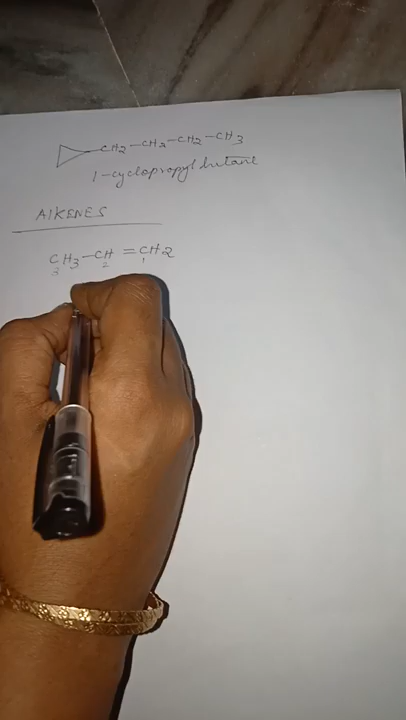 CH2-CH2-CH2-CH3
1-cyclopropyl butane
AlKENES
CH3-CH=CH2
3 2 1